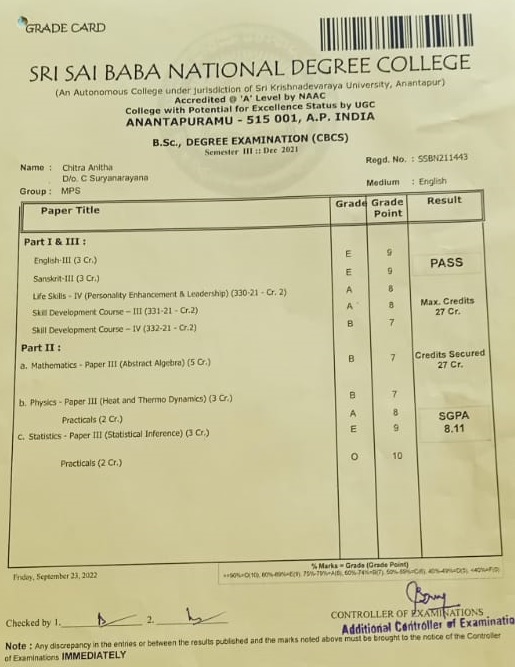 GRADE CARD
SRI SAI BABA NATIONAL DEGREE COLLEGE
(An Autonomous College under jurisdiction of Sri Krishnadevaraya University, Anantapur)
Accredited @ 'A' Level by NAAC
College with Potential for Excellence Status by UGC
ANANTAPURAMU - 515 001, A.P. INDIA
B.Sc., DEGREE EXAMINATION (CBCS)
Semester III :: Dec 2021
Regd. No. : SSBN211443
Name : Chitra Anitha
D/o. C Suryanarayana
Group : MPS
Medium : English
Paper Title Grade Grade Point Result
Part I & III :
English-III (3 Cr.) E 9
PASS
Sanskrit-III (3 Cr.) E 9
Life Skills - IV (Personality Enhancement & Leadership) (330-21 - Cr. 2) A 8
Skill Development Course - III (331-21 - Cr.2) A 8
Max. Credits
27 Cr.
Skill Development Course - IV (332-21 - Cr.2) B 7
Part II :
a. Mathematics - Paper III (Abstract Algebra) (5 Cr.) B 7
Credits Secured
27 Cr.
b. Physics - Paper III (Heat and Thermo Dynamics) (3 Cr.) B 7
Practicals (2 Cr.) A 8
SGPA
8.11
c. Statistics - Paper III (Statistical Inference) (3 Cr.) E 9
Practicals (2 Cr.) O 10
% Marks = Grade (Grade Point)
Friday, September 23, 2022
Checked by 1. 2.
CONTROLLER OF EXAMINATIONS
Additional Controller of Examinatio
Note : Any discrepancy in the entries or between the results published and the marks noted above must be brought to the notice of the Controller
of Examinations IMMEDIATELY